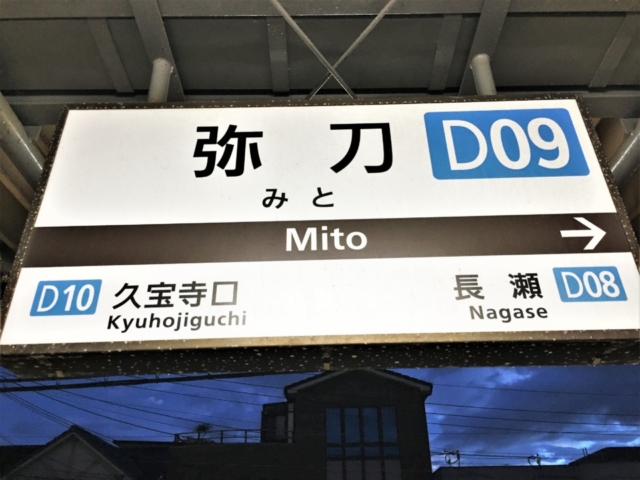 弥刀 D09
みと
Mito →
D10 久宝寺口 長瀬 D08
Kyuhojiguchi Nagase